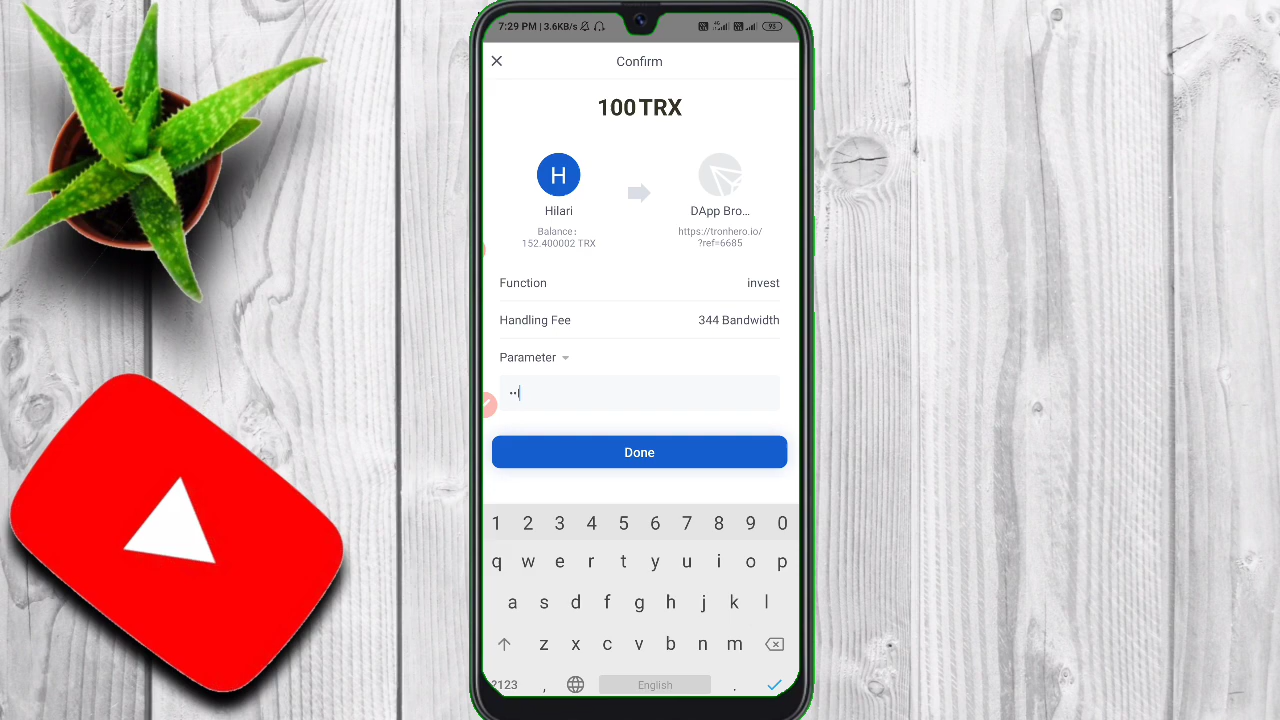 7:29 PM | 3.6KB/s 4G 93
Confirm
100 TRX
H
Hilari
DApp Bro...
Balance:
152.400002 TRX
https://tronhero.io/
?ref=6685
Function invest
Handling Fee 344 Bandwidth
Parameter
Done
1 2 3 4 5 6 7 8 9 0
q w e r t y u i o p
a s d f g h j k l
z x c v b n m
?123 , English .